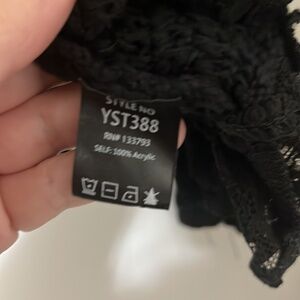 STYLE NO
YST388
RN# 133793
SELF: 100% Acrylic